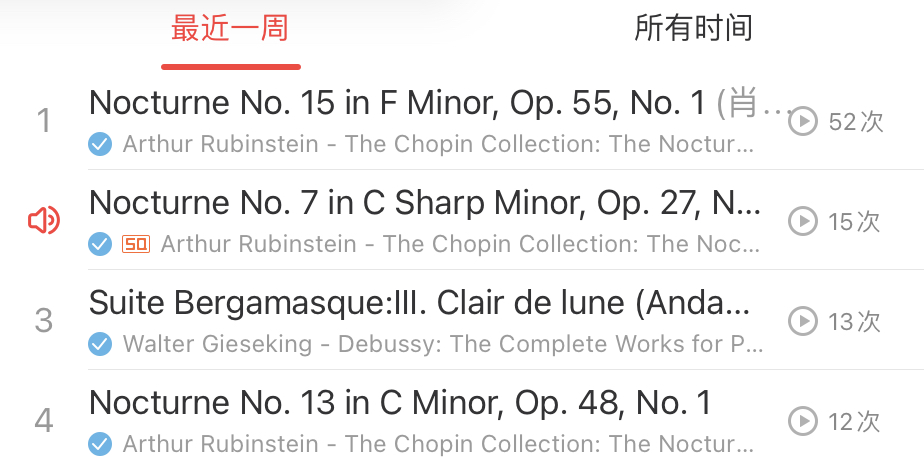 最近一周
所有时间
1
Nocturne No. 15 in F Minor, Op. 55, No. 1 (肖...
52次
Arthur Rubinstein - The Chopin Collection: The Noctur...
Nocturne No. 7 in C Sharp Minor, Op. 27, N...
15次
SQ Arthur Rubinstein - The Chopin Collection: The Noc...
3
Suite Bergamasque:III. Clair de lune (Anda...
13次
Walter Gieseking - Debussy: The Complete Works for P...
4
Nocturne No. 13 in C Minor, Op. 48, No. 1
12次
Arthur Rubinstein - The Chopin Collection: The Noctur...